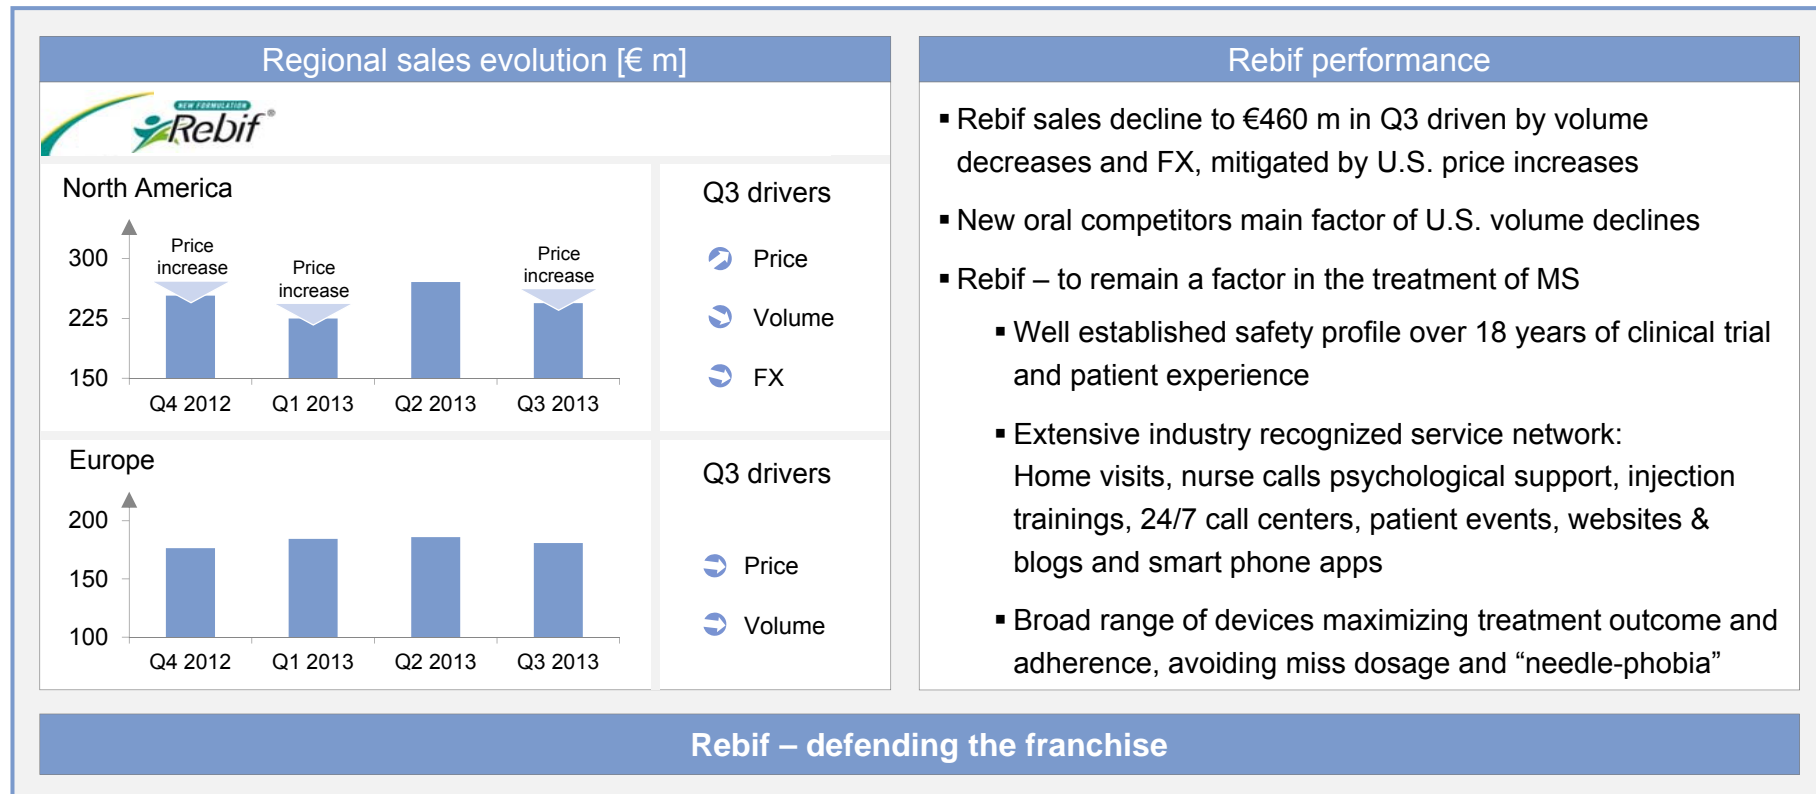 Regional sales evolution [€ m]
NEW FORMULATION
Rebif®
North America
300
225
150
Price
increase
Price
increase
Price
increase
Q4 2012
Q1 2013
Q2 2013
Q3 2013
Q3 drivers
Price
Volume
FX
Europe
200
150
100
Q4 2012
Q1 2013
Q2 2013
Q3 2013
Q3 drivers
Price
Volume
Rebif performance
▪ Rebif sales decline to €460 m in Q3 driven by volume
decreases and FX, mitigated by U.S. price increases
▪ New oral competitors main factor of U.S. volume declines
▪ Rebif – to remain a factor in the treatment of MS
▪ Well established safety profile over 18 years of clinical trial
and patient experience
▪ Extensive industry recognized service network:
Home visits, nurse calls psychological support, injection
trainings, 24/7 call centers, patient events, websites &
blogs and smart phone apps
▪ Broad range of devices maximizing treatment outcome and
adherence, avoiding miss dosage and “needle-phobia”
Rebif – defending the franchise